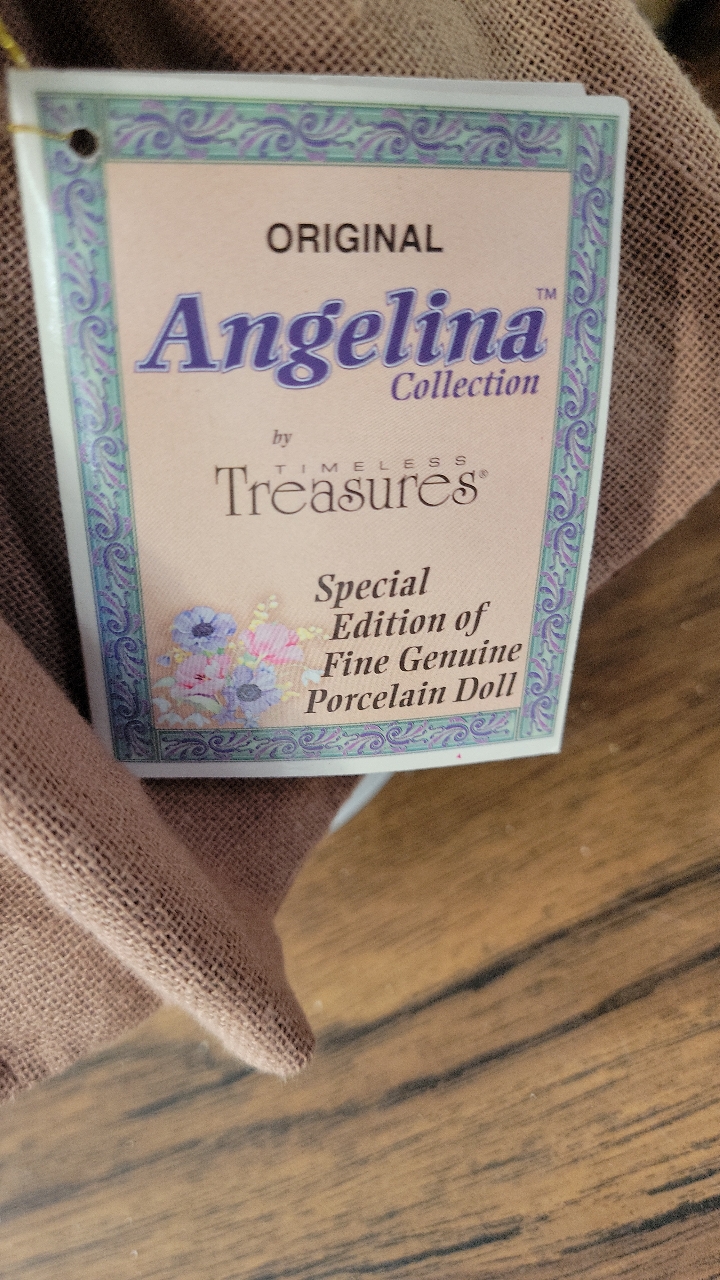 ORIGINAL
Angelina™
Collection
by
TIMELESS
Treasures®
Special
Edition of
Fine Genuine
Porcelain Doll